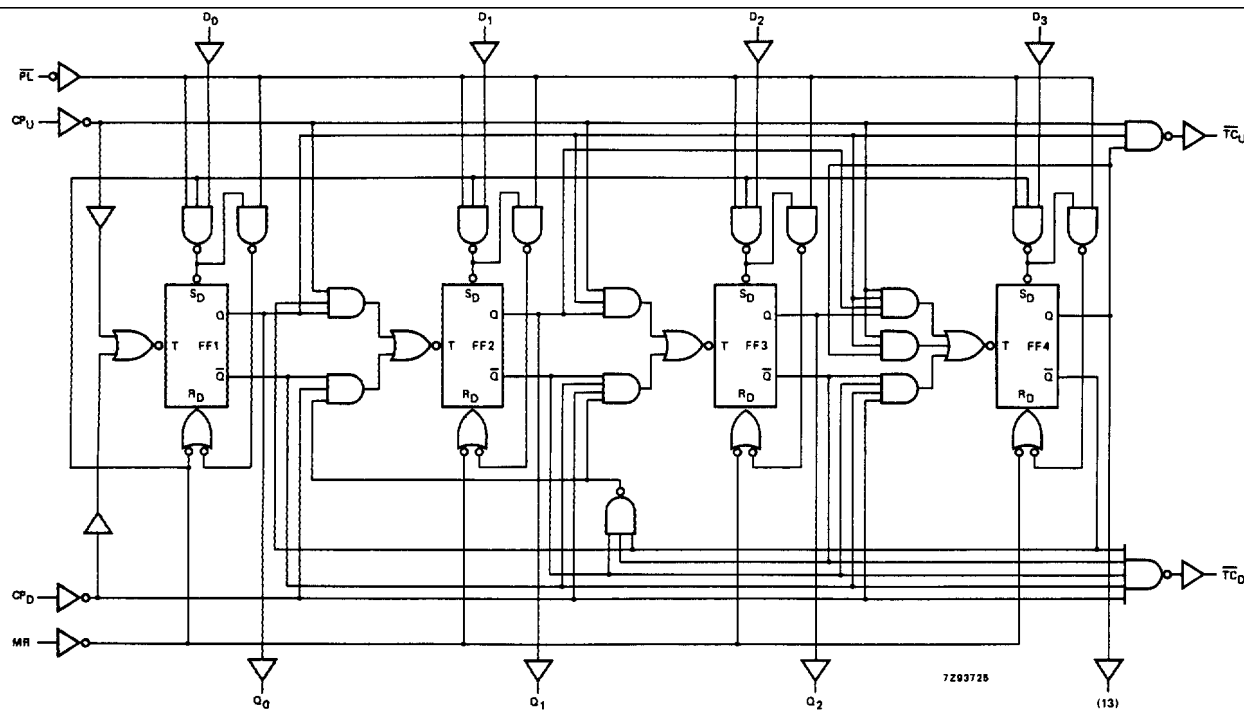 D0 D1 D2 D3
PL
CPU
TCU
SD SD SD SD
Q Q Q Q
T FF1 T FF2 T FF3 T FF4
Q Q Q Q
RD RD RD RD
CPD
TCD
MR
7Z93725
Q0 Q1 Q2 (13)